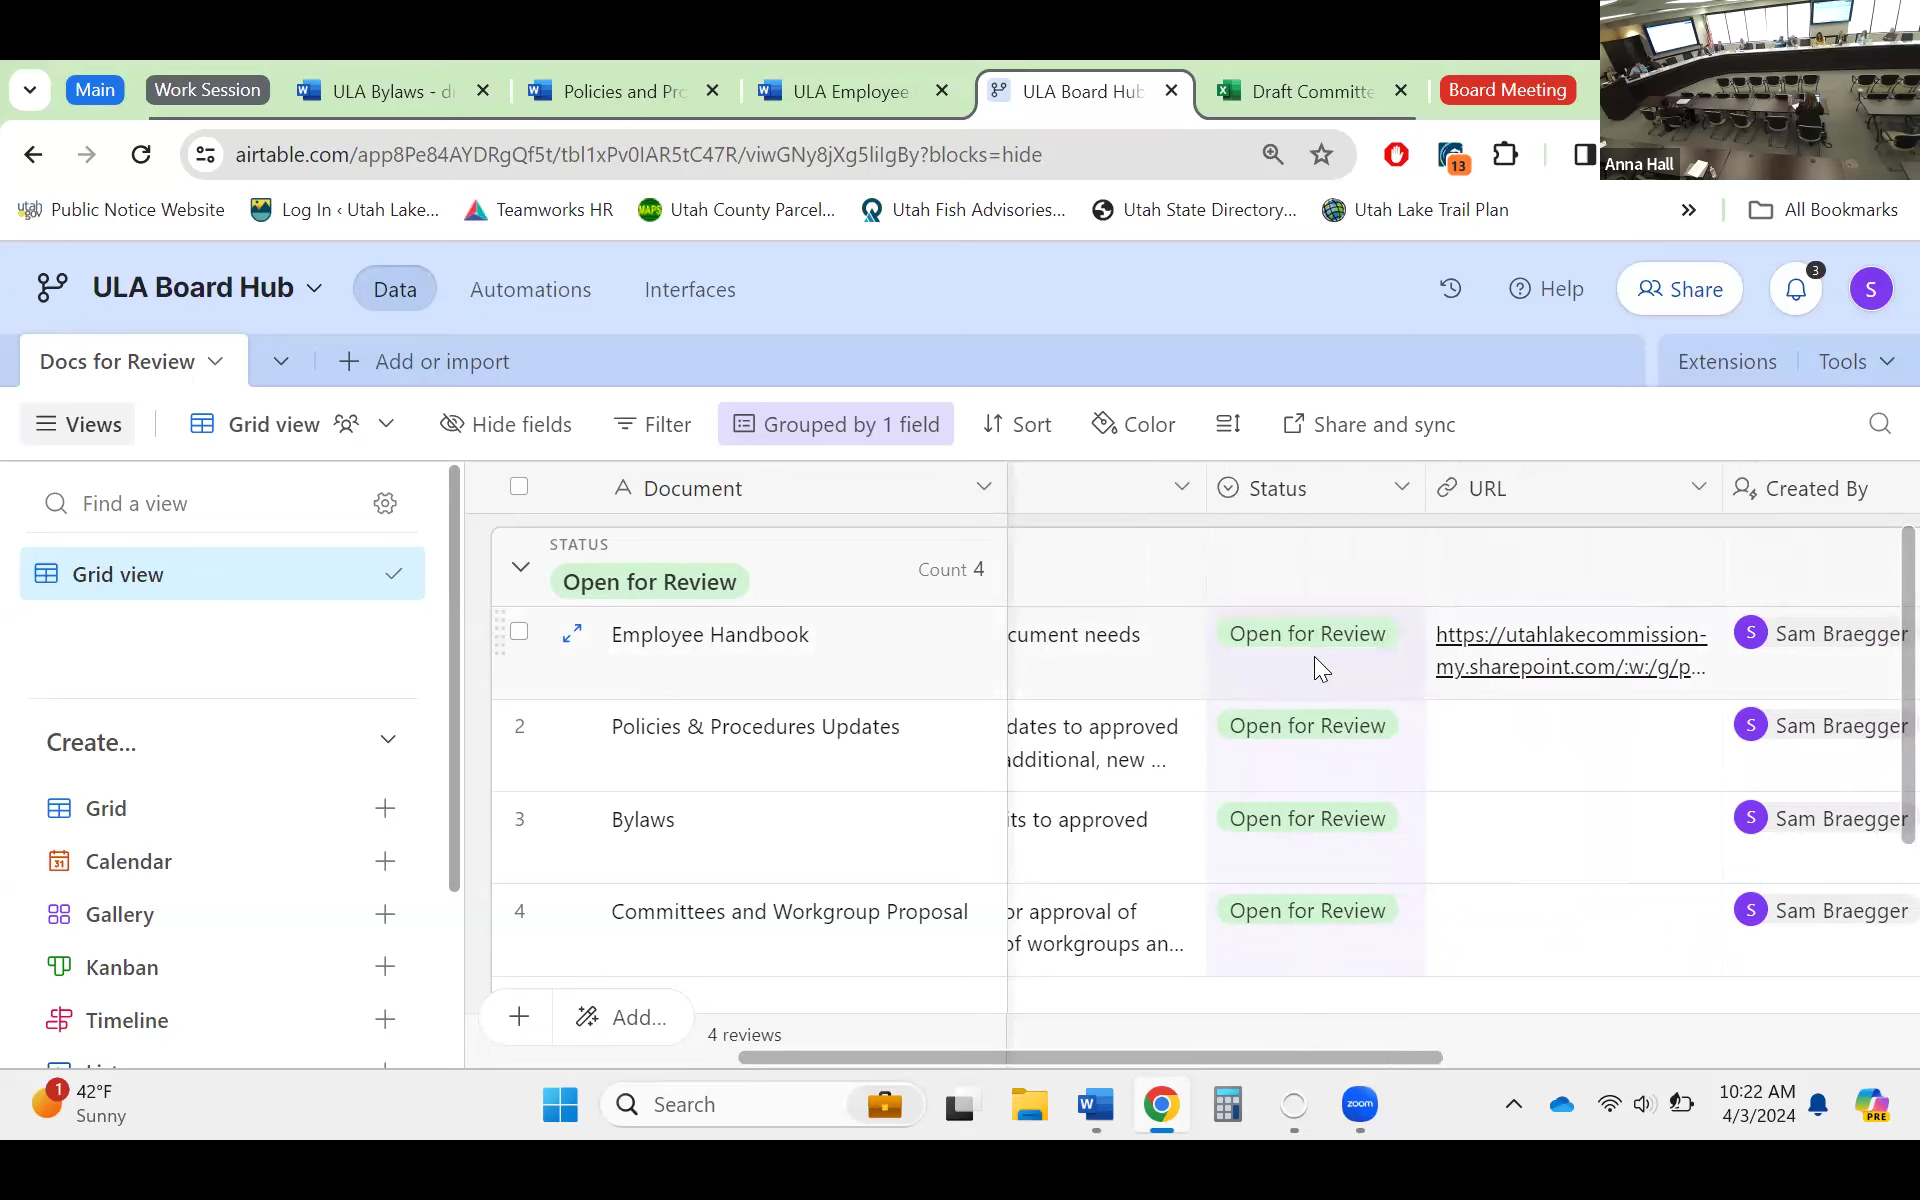 Main
Work Session
ULA Bylaws - di
Policies and Pro
ULA Employee
ULA Board Hub
Draft Committe
Board Meeting
Anna Hall
airtable.com/app8Pe84AYDRgQf5t/tbl1xPv0IAR5tC47R/viwGNy8jXg5liIgBy?blocks=hide
13
Public Notice Website
Log In ‹ Utah Lake...
Teamworks HR
Utah County Parcel...
Utah Fish Advisories...
Utah State Directory...
Utah Lake Trail Plan
All Bookmarks
ULA Board Hub
Data
Automations
Interfaces
Help
Share
3
S
Docs for Review
Add or import
Extensions
Tools
Views
Grid view
Hide fields
Filter
Grouped by 1 field
Sort
Color
Share and sync
Find a view
Grid view
Create...
Grid
Calendar
Gallery
Kanban
Timeline
Document
Status
URL
Created By
STATUS
Open for Review
Count 4
Employee Handbook
cument needs
Open for Review
https://utahlakecommission-
my.sharepoint.com/:w:/g/p...
S Sam Braegger
2
Policies & Procedures Updates
dates to approved
additional, new ...
Open for Review
S Sam Braegger
3
Bylaws
its to approved
Open for Review
S Sam Braegger
4
Committees and Workgroup Proposal
or approval of
of workgroups an...
Open for Review
S Sam Braegger
Add...
4 reviews
1
42°F
Sunny
Search
zoom
10:22 AM
4/3/2024
PRE